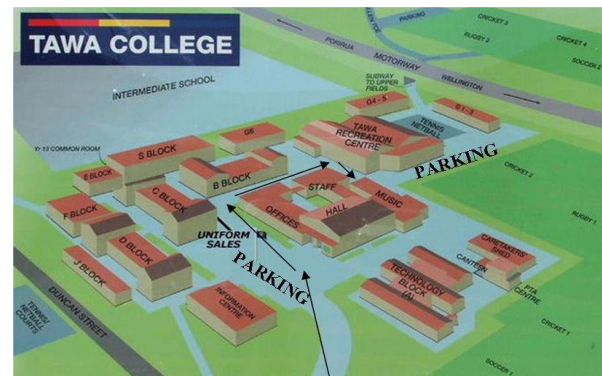 TAWA COLLEGE
PARKING
CRICKET 3
RUGBY 2
CRICKET 4
SOCCER 2
PORIRUA
MOTORWAY
WELLINGTON
INTERMEDIATE SCHOOL
SUBWAY
TO UPPER
FIELDS
G4 - 5
G1 - 3
TENNIS
NETBALL
TAWA
RECREATION
CENTRE
G6
Yr 13 COMMON ROOM
S BLOCK
PARKING
CRICKET 2
E BLOCK
B BLOCK
STAFF
C BLOCK
MUSIC
F BLOCK
OFFICES
HALL
RUGBY 1
UNIFORM
SALES
D BLOCK
CARETAKERS'
SHED
CANTEEN
PARKING
J BLOCK
TECHNOLOGY
BLOCK
(A)
PTA
CENTRE
TENNIS/
NETBALL
COURTS
DUNCAN STREET
INFORMATION
CENTRE
CRICKET 1
SOCCER 1